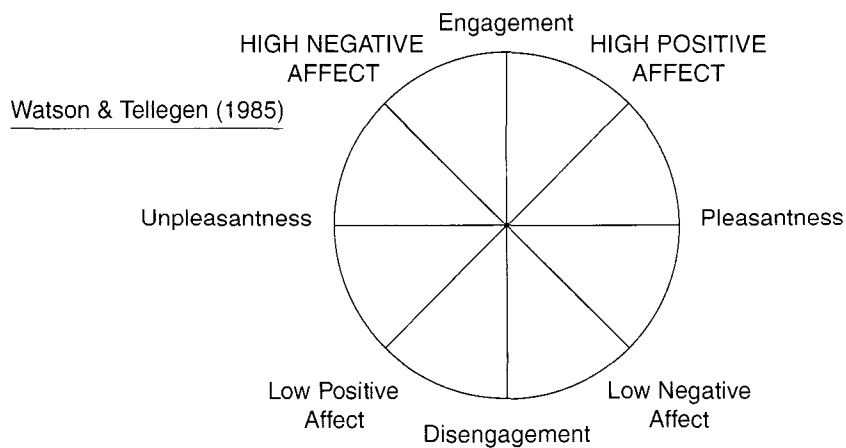 Engagement
HIGH NEGATIVE
AFFECT
HIGH POSITIVE
AFFECT
Watson & Tellegen (1985)
Unpleasantness
Pleasantness
Low Positive
Affect
Low Negative
Affect
Disengagement